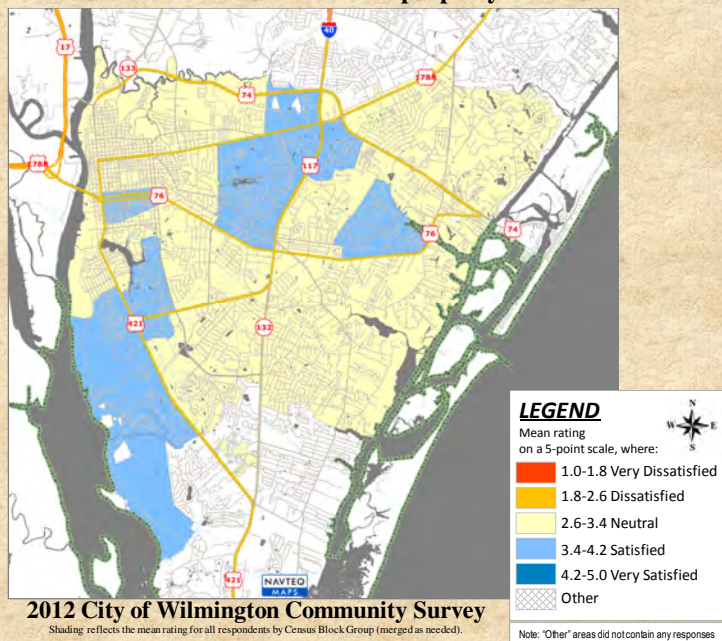 property
17
133
40
74
178R
117
178R
76
76
74
421
132
421
NAVTEQ
MAPS
LEGEND
N
W E
S
Mean rating
on a 5-point scale, where:
1.0-1.8 Very Dissatisfied
1.8-2.6 Dissatisfied
2.6-3.4 Neutral
3.4-4.2 Satisfied
4.2-5.0 Very Satisfied
Other
2012 City of Wilmington Community Survey
Shading reflects the mean rating for all respondents by Census Block Group (merged as needed).
Note: "Other" areas did not contain any responses